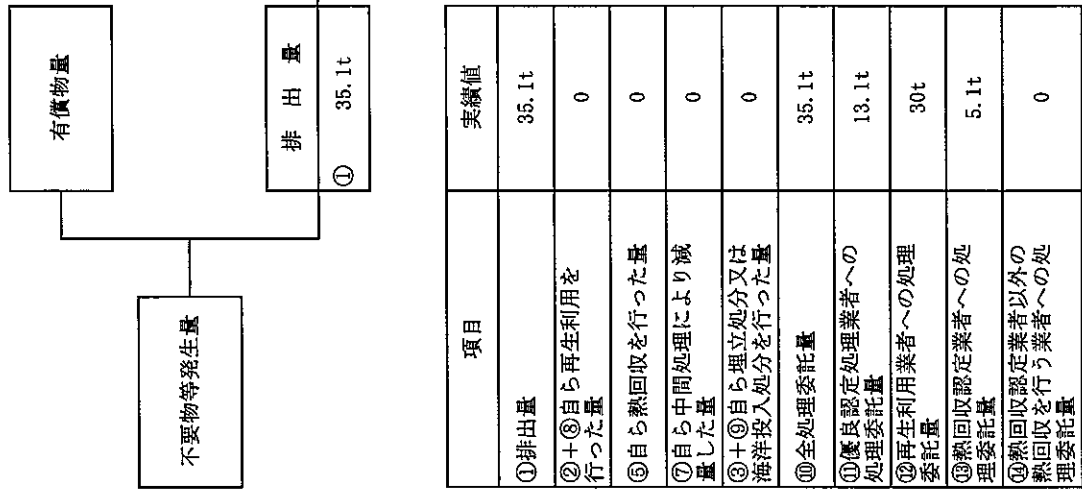 不要物等発生量
有償物量
排出量
① 35.1t
項目 実績値
①排出量 35.1t
②+⑧自ら再生利用を
行った量 0
⑤自ら熱回収を行った量 0
⑦自ら中間処理により減
量した量 0
③+⑨自ら埋立処分又は
海洋投入処分を行った量 0
⑩全処理委託量 35.1t
⑪優良認定処理業者への
処理委託量 13.1t
⑫再生利用業者への処理
委託量 30t
⑬熱回収認定業者への処
理委託量 5.1t
⑭熱回収認定業者以外の
熱回収を行う業者への処
理委託量 0